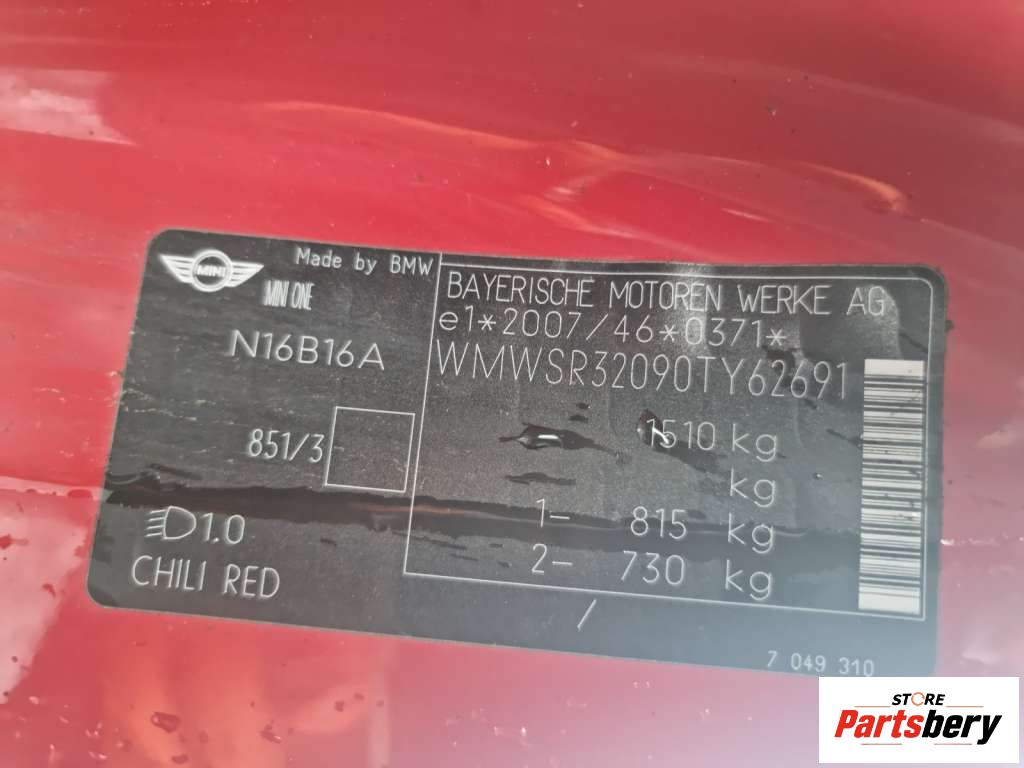 MINI
Made by BMW
MINI ONE
N16B16A
851/3
1.0
CHILI RED
BAYERISCHE MOTOREN WERKE AG
e1*2007/46*0371*
WMWSR32090TY62691
1510 kg
kg
1- 815 kg
2- 730 kg
/
7 049 310
STORE
Partsbery